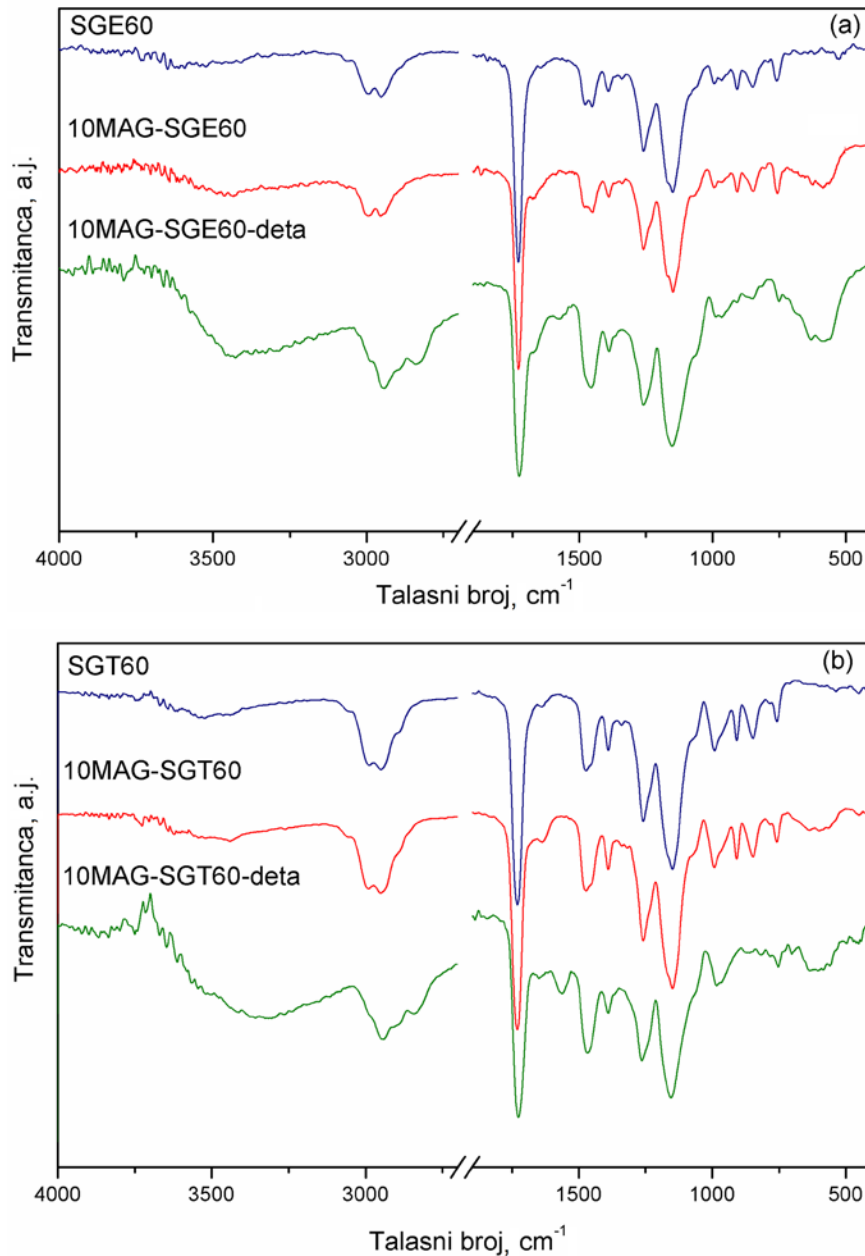 (a)
SGE60
10MAG-SGE60
10MAG-SGE60-deta
Transmitanca, a.j.
4000 3500 3000 1500 1000 500
Talasni broj, cm⁻¹
(b)
SGT60
10MAG-SGT60
10MAG-SGT60-deta
Transmitanca, a.j.
4000 3500 3000 1500 1000 500
Talasni broj, cm⁻¹